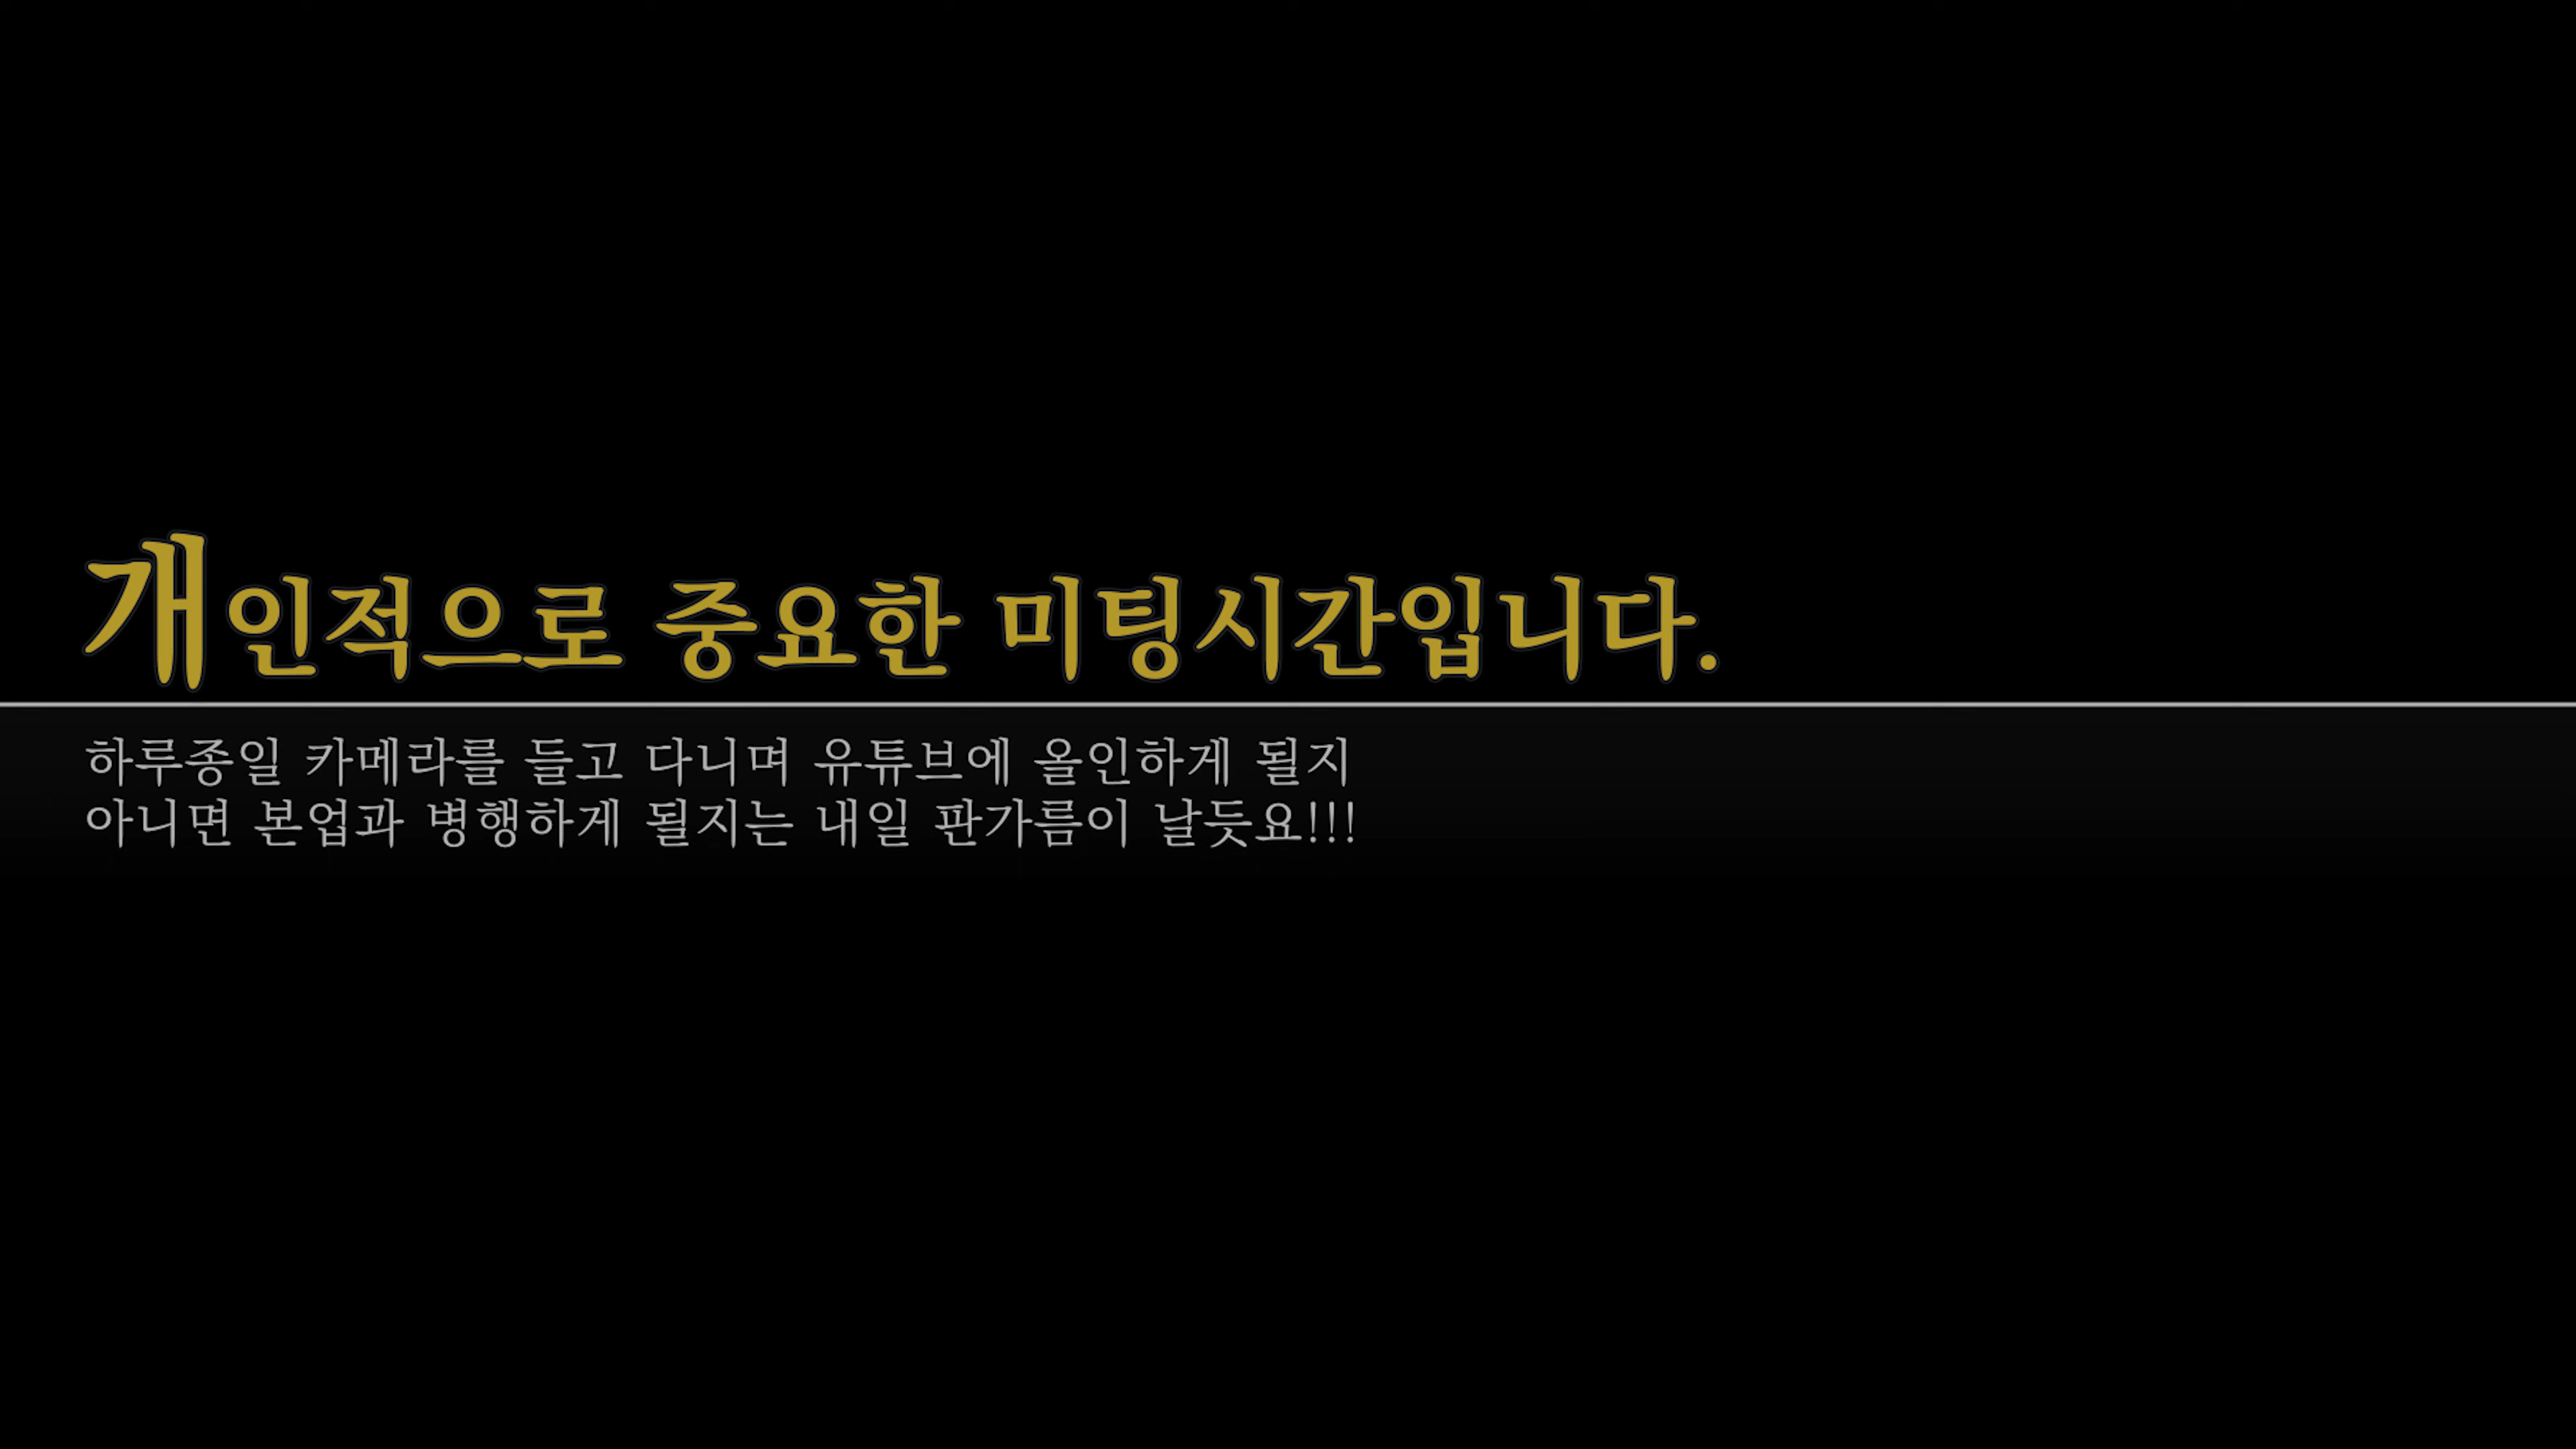 개인적으로 중요한 미팅시간입니다.
하루종일 카메라를 들고 다니며 유튜브에 올인하게 될지
아니면 본업과 병행하게 될지는 내일 판가름이 날듯요!!!